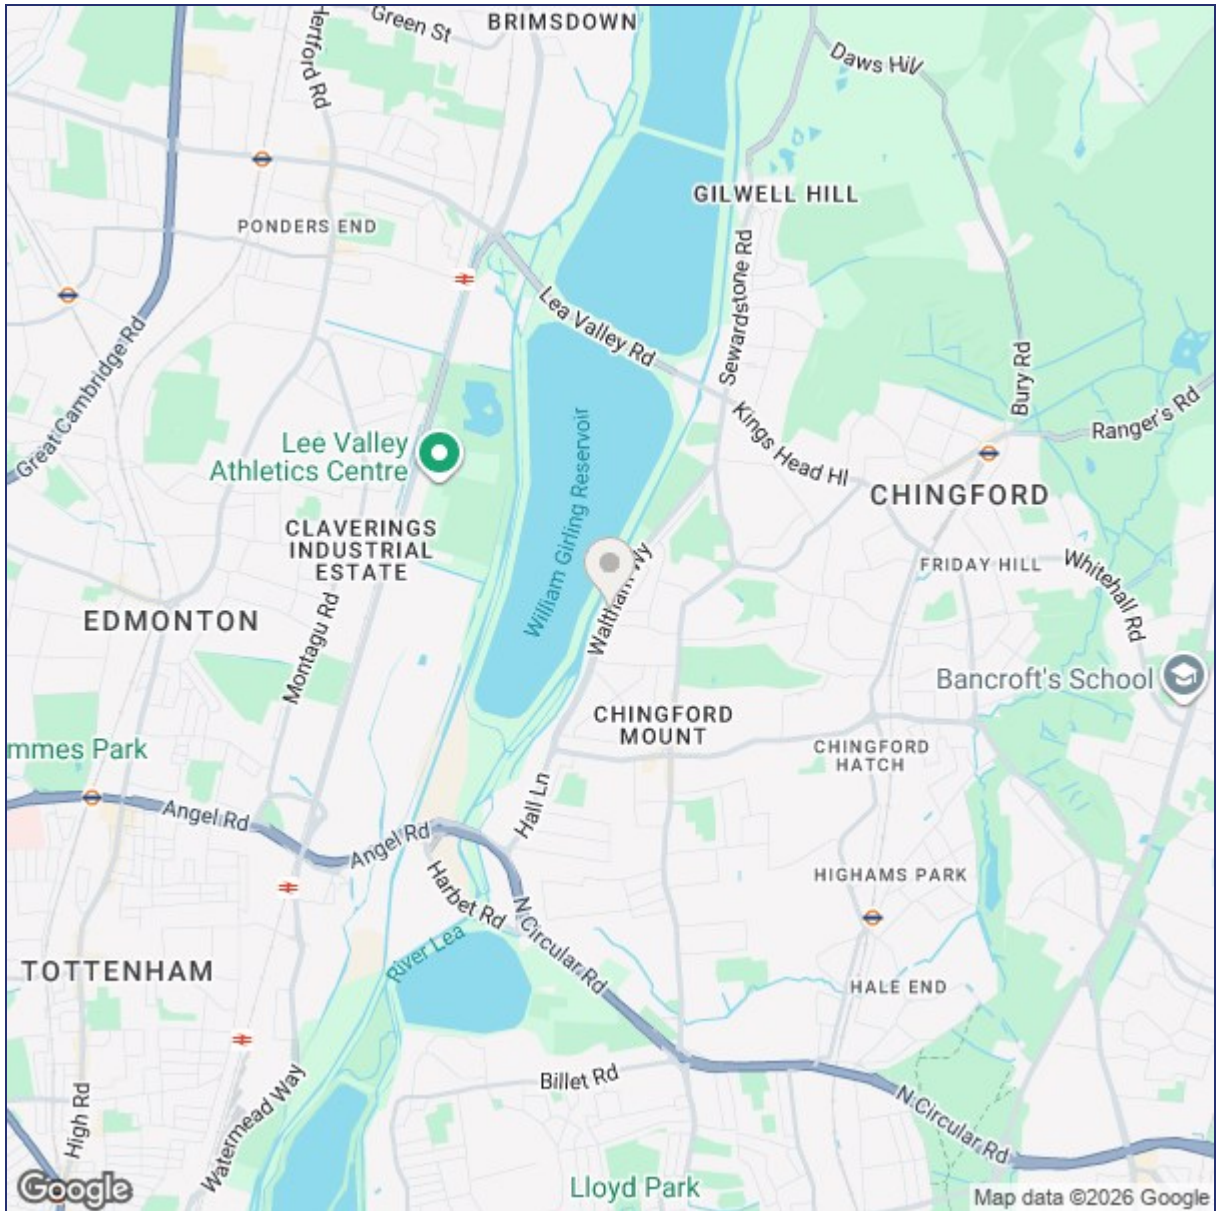 BRIMSDOWN
Green St
Hertford Rd
Daws Hill
GILWELL HILL
PONDERS END
Sewardstone Rd
Lea Valley Rd
Great Cambridge Rd
Bury Rd
Ranger's Rd
Kings Head Hl
Lee Valley
Athletics Centre
William Girling Reservoir
CHINGFORD
CLAVERINGS
INDUSTRIAL
ESTATE
Waltham Wy
FRIDAY HILL
Whitehall Rd
EDMONTON
Montagu Rd
Bancroft's School
CHINGFORD
MOUNT
mmes Park
CHINGFORD
HATCH
Hall Ln
Angel Rd
Angel Rd
Harbet Rd
HIGHAMS PARK
N Circular Rd
River Lea
TOTTENHAM
HALE END
Billet Rd
High Rd
Watermead Way
N Circular Rd
Lloyd Park
Google
Map data ©2026 Google